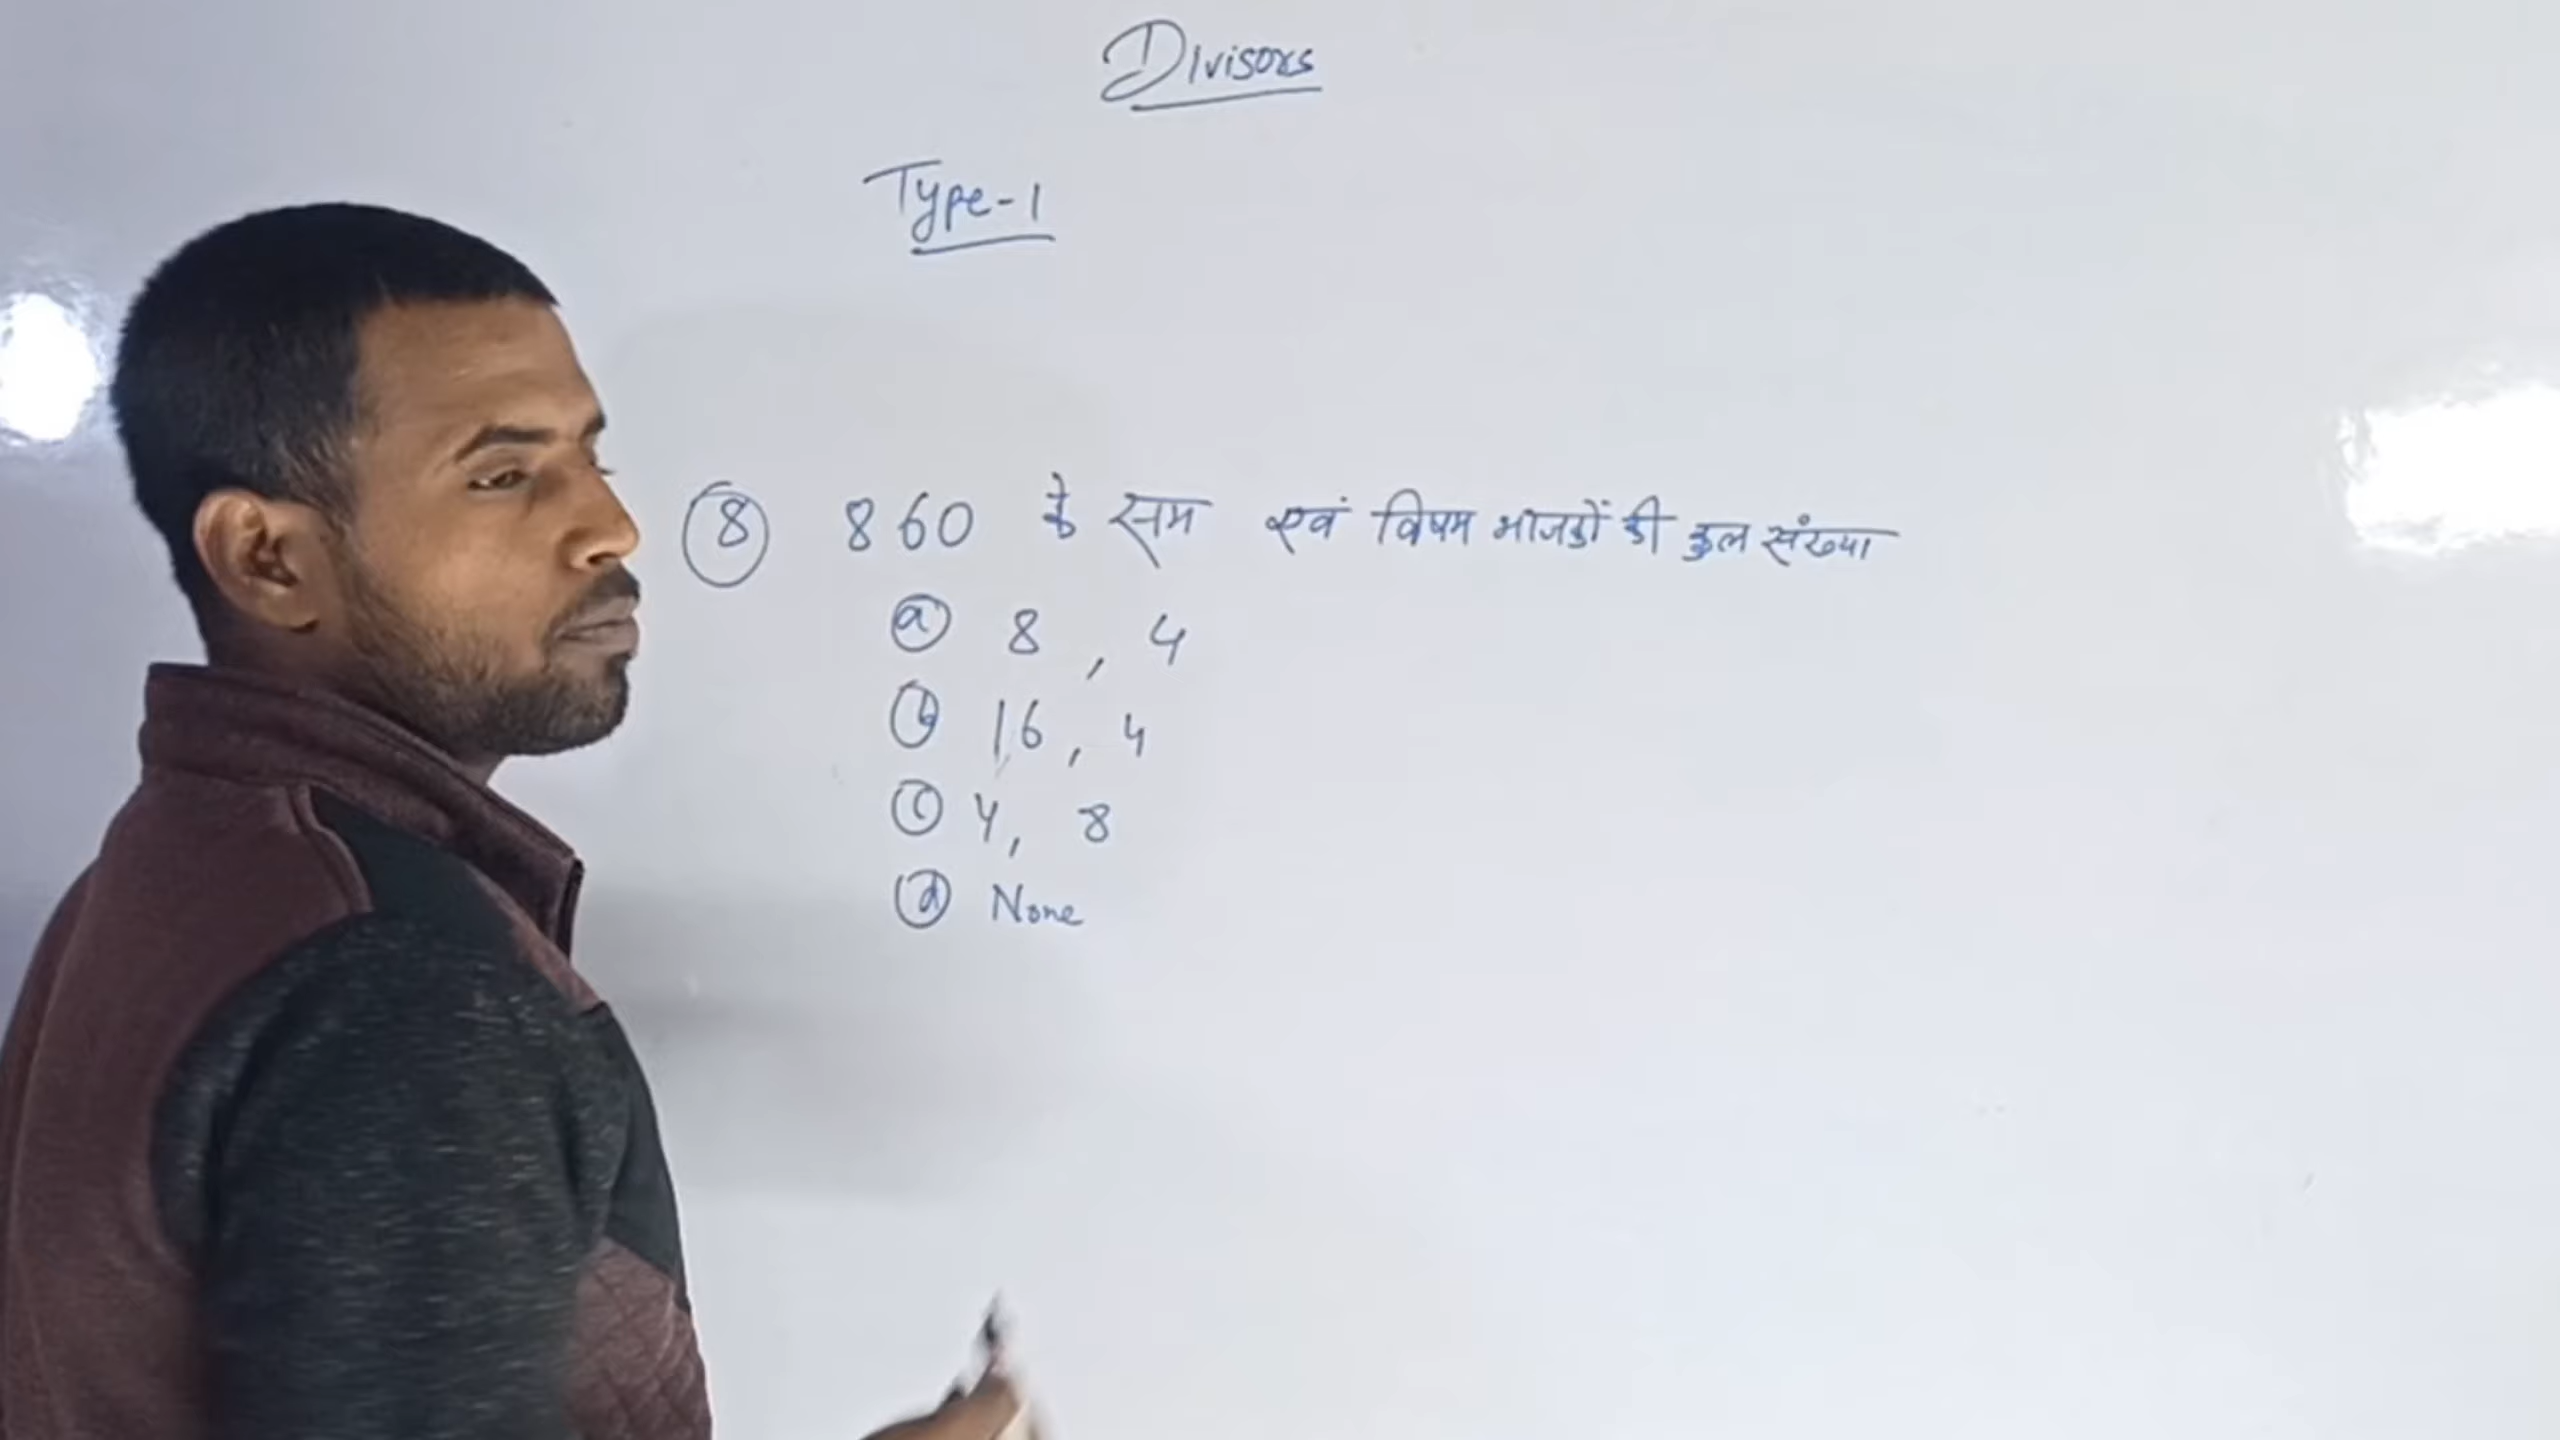 Divisors
Type-1
⑧ 860 के सम एवं विषम भाजकों की कुल संख्या
ⓐ 8 , 4
ⓑ 16 , 4
ⓒ 4 , 8
ⓓ None